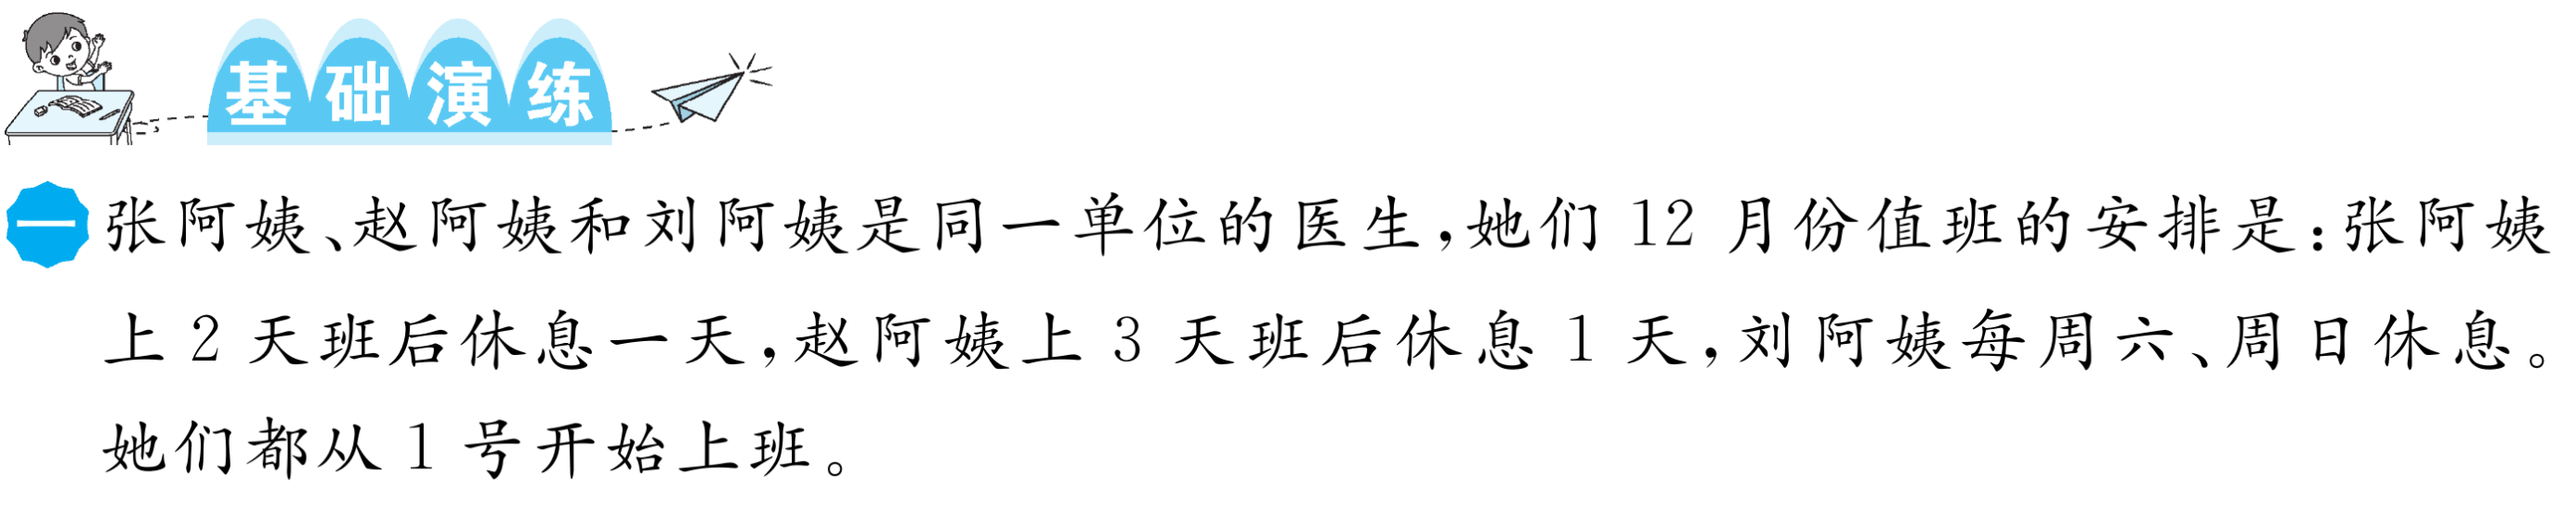 基础演练
一 张阿姨、赵阿姨和刘阿姨是同一单位的医生,她们 12 月份值班的安排是:张阿姨
上 2 天班后休息一天,赵阿姨上 3 天班后休息 1 天,刘阿姨每周六、周日休息。
她们都从 1 号开始上班。